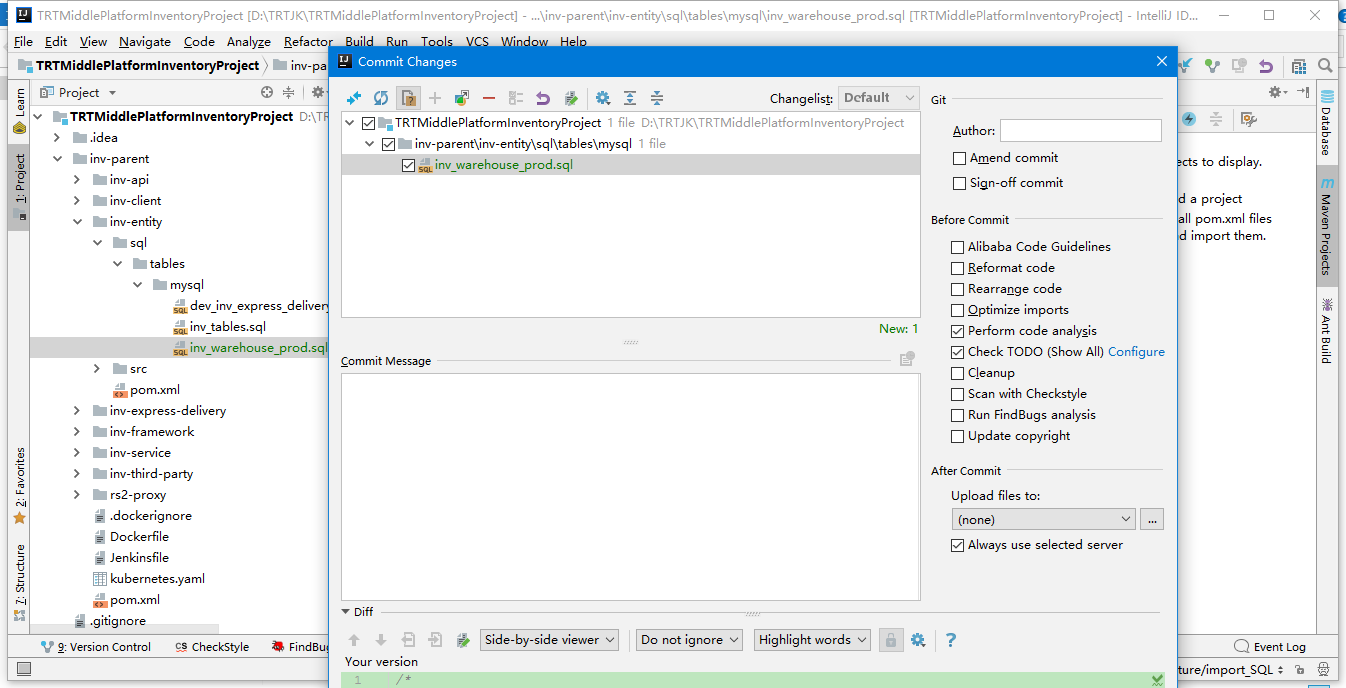 TRTMiddlePlatformInventoryProject [D:\TRTJK\TRTMiddlePlatformInventoryProject] - ...\inv-parent\inv-entity\sql\tables\mysql\inv_warehouse_prod.sql [TRTMiddlePlatformInventoryProject] - IntelliJ ID...
File Edit View Navigate Code Analyze Refactor Build Run Tools VCS Window Help
TRTMiddlePlatformInventoryProject inv-pa
Project
Learn
1: Project
2: Favorites
7: Structure
TRTMiddlePlatformInventoryProject D:\TR
.idea
inv-parent
inv-api
inv-client
inv-entity
sql
tables
mysql
dev_inv_express_delivery
inv_tables.sql
inv_warehouse_prod.sql
src
pom.xml
inv-express-delivery
inv-framework
inv-service
inv-third-party
rs2-proxy
.dockerignore
Dockerfile
Jenkinsfile
kubernetes.yaml
pom.xml
.gitignore
Commit Changes
Changelist: Default
TRTMiddlePlatformInventoryProject 1 file D:\TRTJK\TRTMiddlePlatformInventoryProject
inv-parent\inv-entity\sql\tables\mysql 1 file
inv_warehouse_prod.sql
New: 1
Commit Message
Git
Author:
Amend commit
Sign-off commit
Before Commit
Alibaba Code Guidelines
Reformat code
Rearrange code
Optimize imports
Perform code analysis
Check TODO (Show All) Configure
Cleanup
Scan with Checkstyle
Run FindBugs analysis
Update copyright
After Commit
Upload files to:
(none) ...
Always use selected server
Diff
Side-by-side viewer Do not ignore Highlight words ?
Your version
1 /*
ects to display.
d a project
all pom.xml files
d import them.
Database
Maven Projects
Ant Build
9: Version Control CheckStyle FindBu Event Log
ture/import_SQL